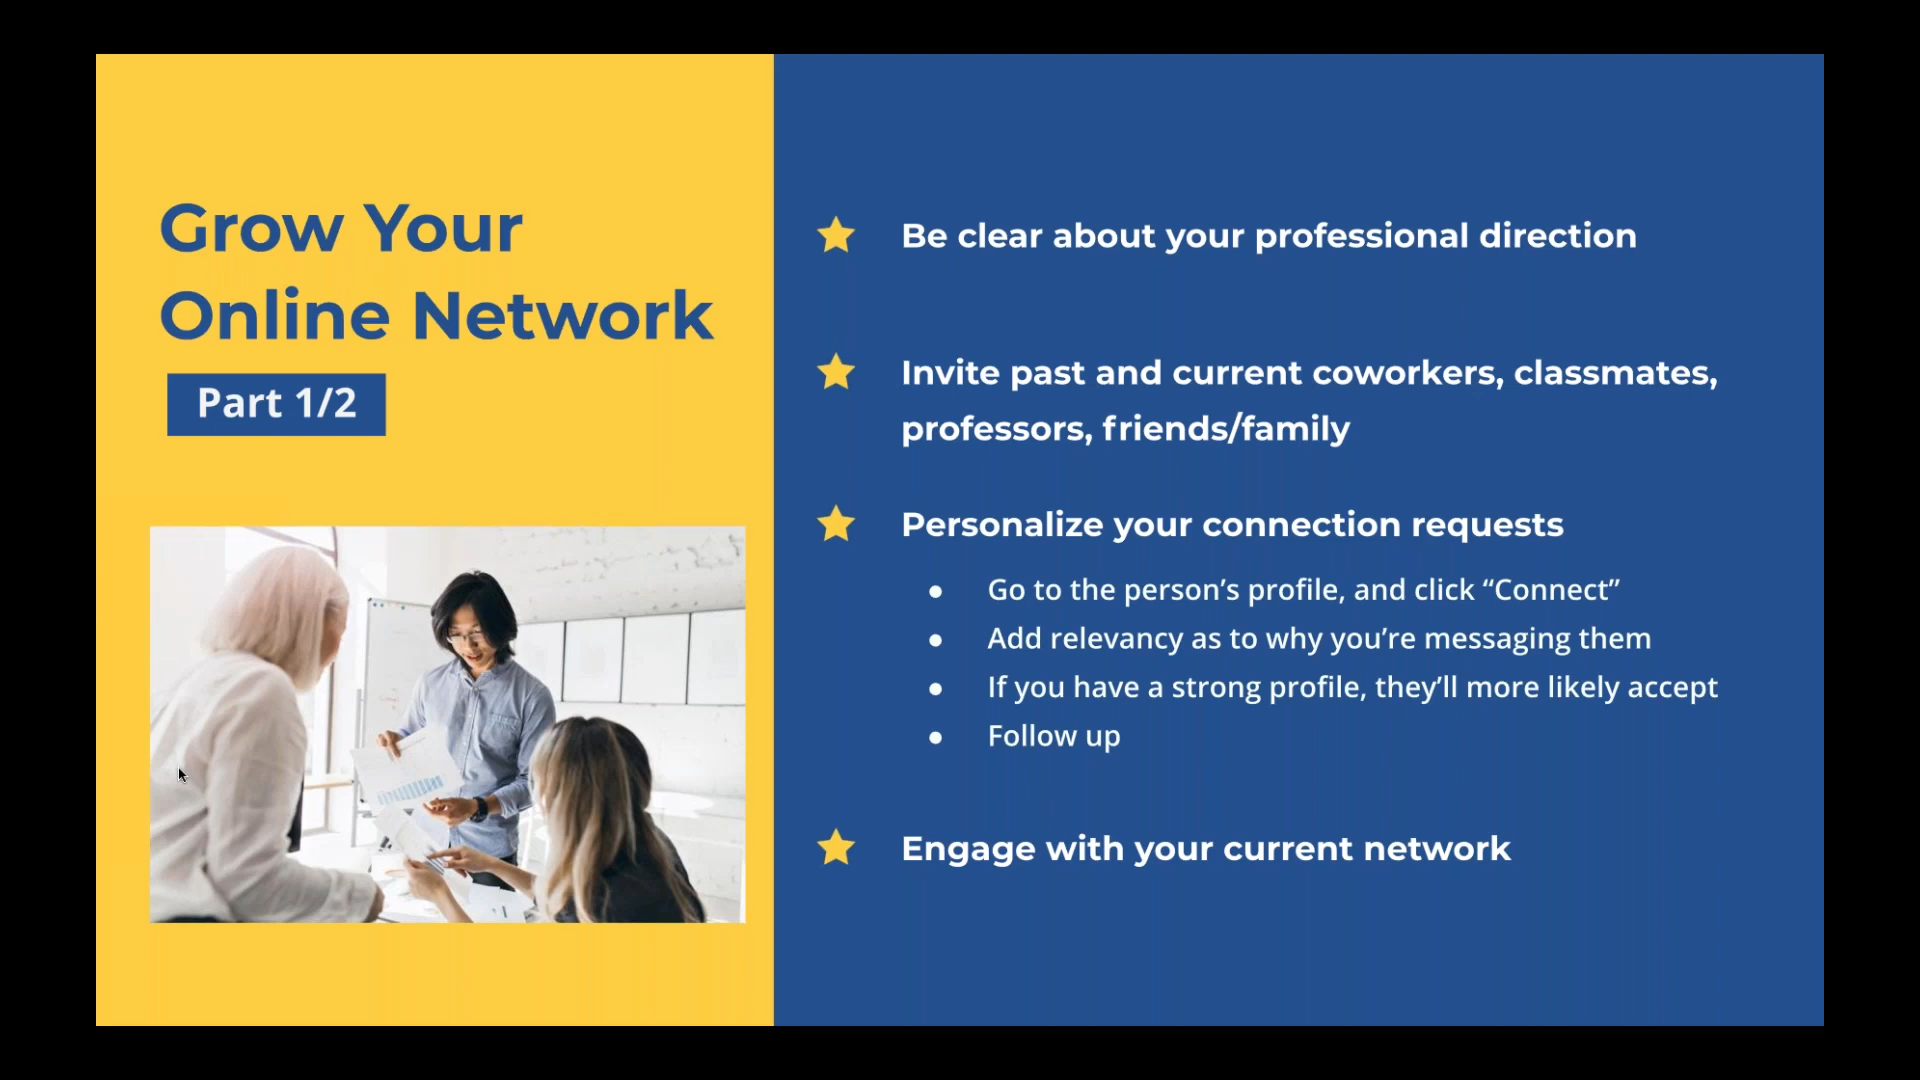 Grow Your
Online Network
Part 1/2
Be clear about your professional direction
Invite past and current coworkers, classmates,
professors, friends/family
Personalize your connection requests
● Go to the person’s profile, and click “Connect”
● Add relevancy as to why you’re messaging them
● If you have a strong profile, they’ll more likely accept
● Follow up
Engage with your current network